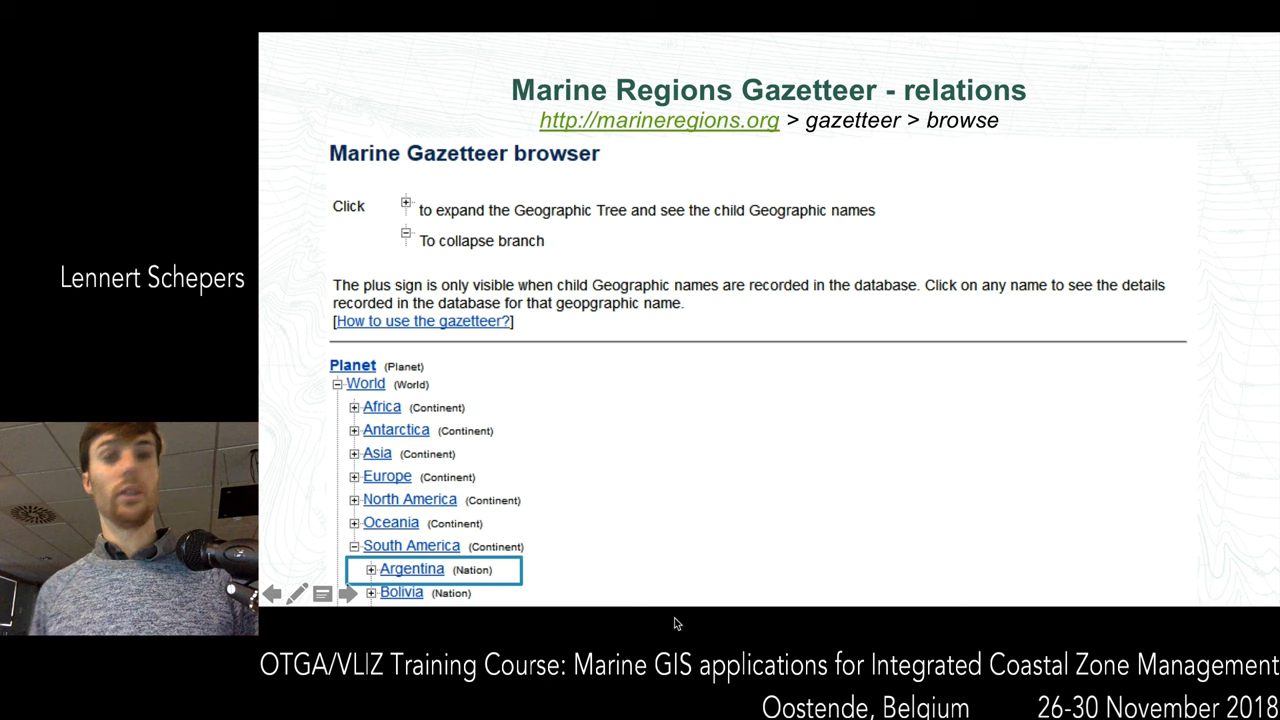 Marine Regions Gazetteer - relations
http://marineregions.org > gazetteer > browse
Marine Gazetteer browser
Click
to expand the Geographic Tree and see the child Geographic names
To collapse branch
The plus sign is only visible when child Geographic names are recorded in the database. Click on any name to see the details
recorded in the database for that geopgraphic name.
[How to use the gazetteer?]
Planet (Planet)
World (World)
Africa (Continent)
Antarctica (Continent)
Asia (Continent)
Europe (Continent)
North America (Continent)
Oceania (Continent)
South America (Continent)
Argentina (Nation)
Bolivia (Nation)
Lennert Schepers
OTGA/VLIZ Training Course: Marine GIS applications for Integrated Coastal Zone Management
Oostende, Belgium 26-30 November 2018